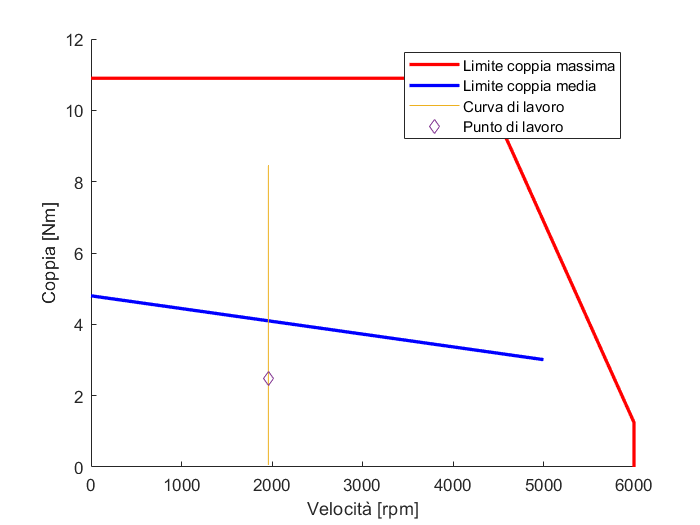 12
10
8
6
4
2
0
Coppia [Nm]
Limite coppia massima
Limite coppia media
Curva di lavoro
Punto di lavoro
0 1000 2000 3000 4000 5000 6000
Velocità [rpm]